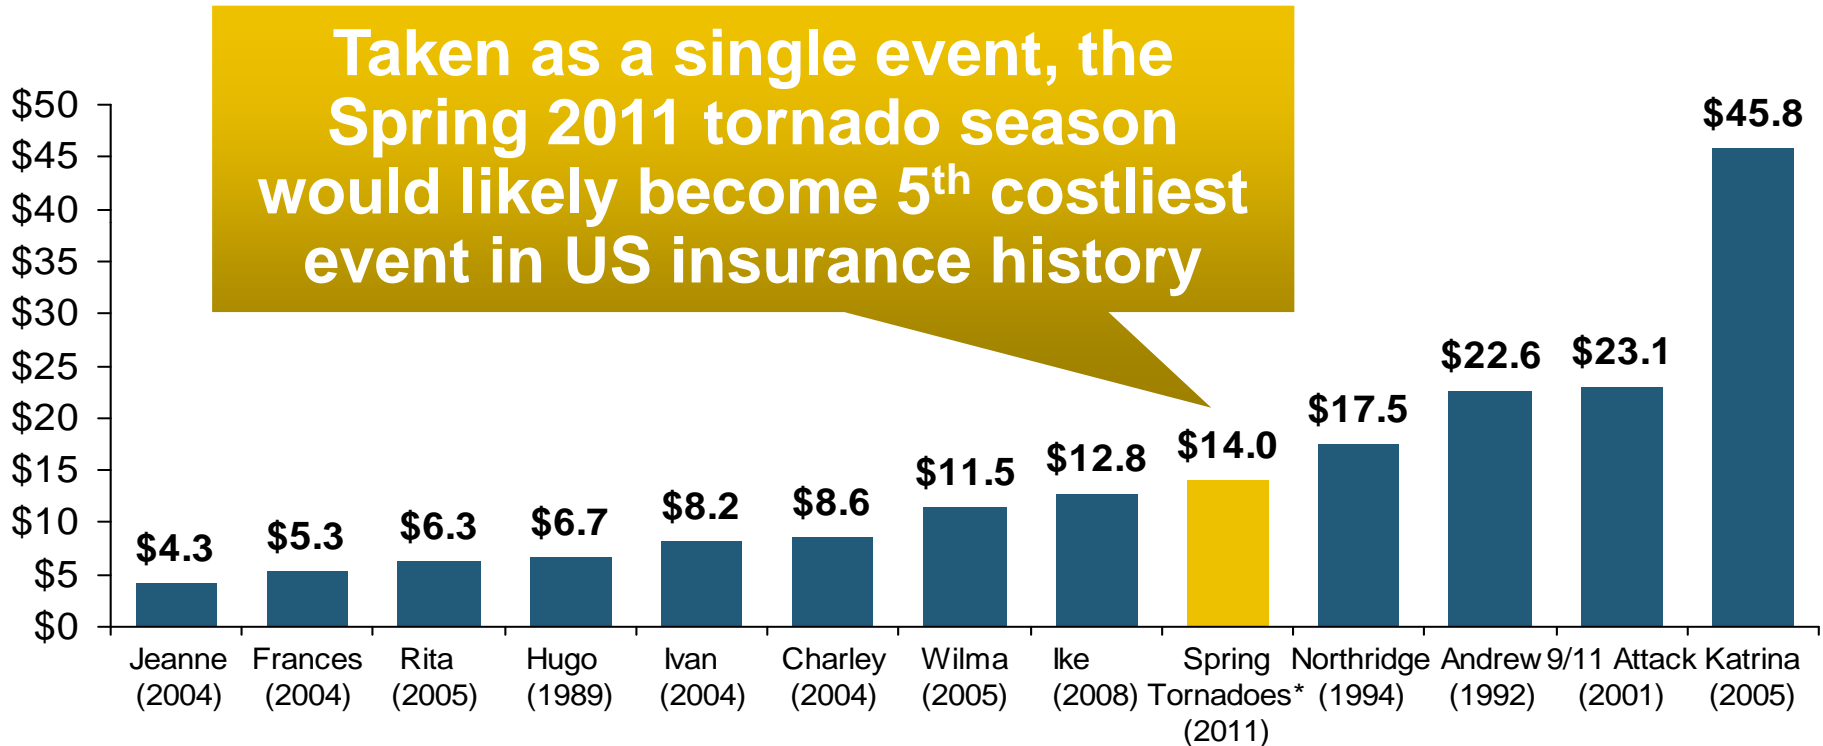 Taken as a single event, the
Spring 2011 tornado season
would likely become 5th costliest
event in US insurance history
$50
$45
$40
$35
$30
$25
$20
$15
$10
$5
$0
$4.3
$5.3
$6.3
$6.7
$8.2
$8.6
$11.5
$12.8
$14.0
$17.5
$22.6
$23.1
$45.8
Jeanne
(2004)
Frances
(2004)
Rita
(2005)
Hugo
(1989)
Ivan
(2004)
Charley
(2004)
Wilma
(2005)
Ike
(2008)
Spring
Tornadoes*
(2011)
Northridge
(1994)
Andrew
(1992)
9/11 Attack
(2001)
Katrina
(2005)